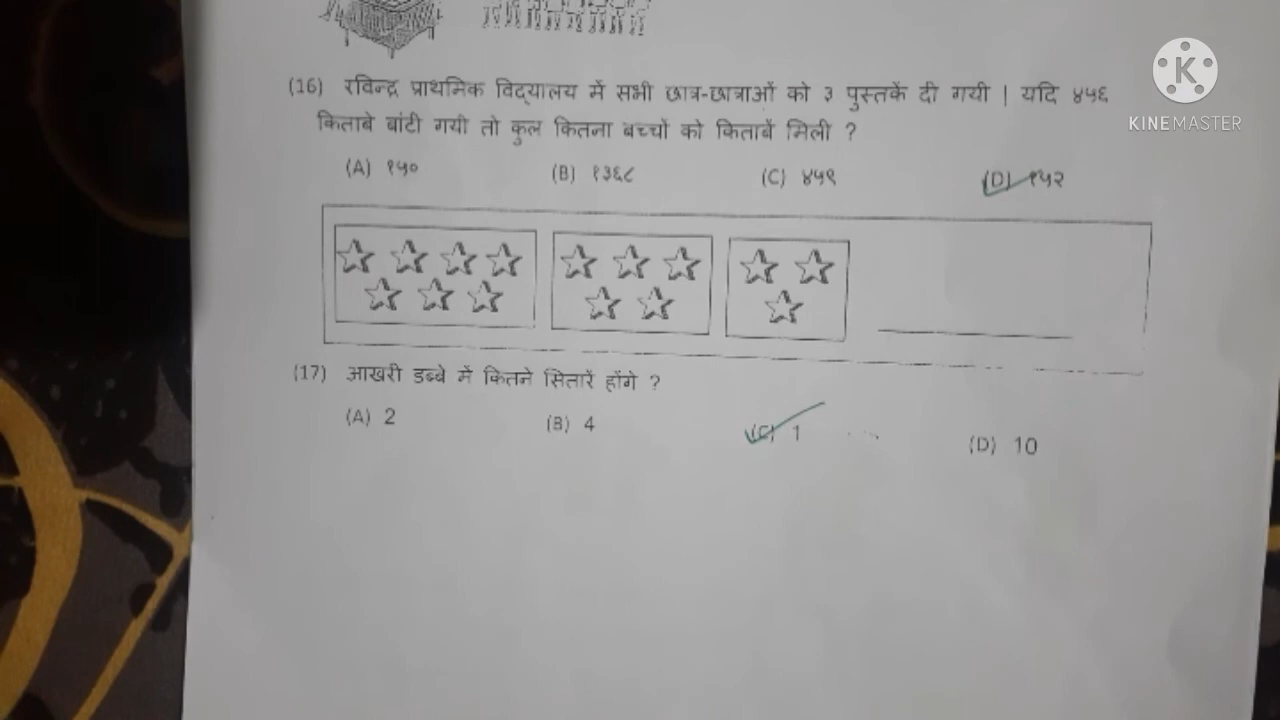 K
KINEMASTER
(16) रविन्द्र प्राथमिक विद्‌यालय में सभी छात्र-छात्राओं को ३ पुस्तकें दी गयी | यदि ४५६
किताबे बांटी गयी तो कुल कितना बच्चों को किताबें मिली ?
(A) १५० (B) १३६८ (C) ४५९ (D) १५२
(17) आखरी डब्बे में कितने सितारें होंगे ?
(A) 2 (B) 4 (C) 1 (D) 10